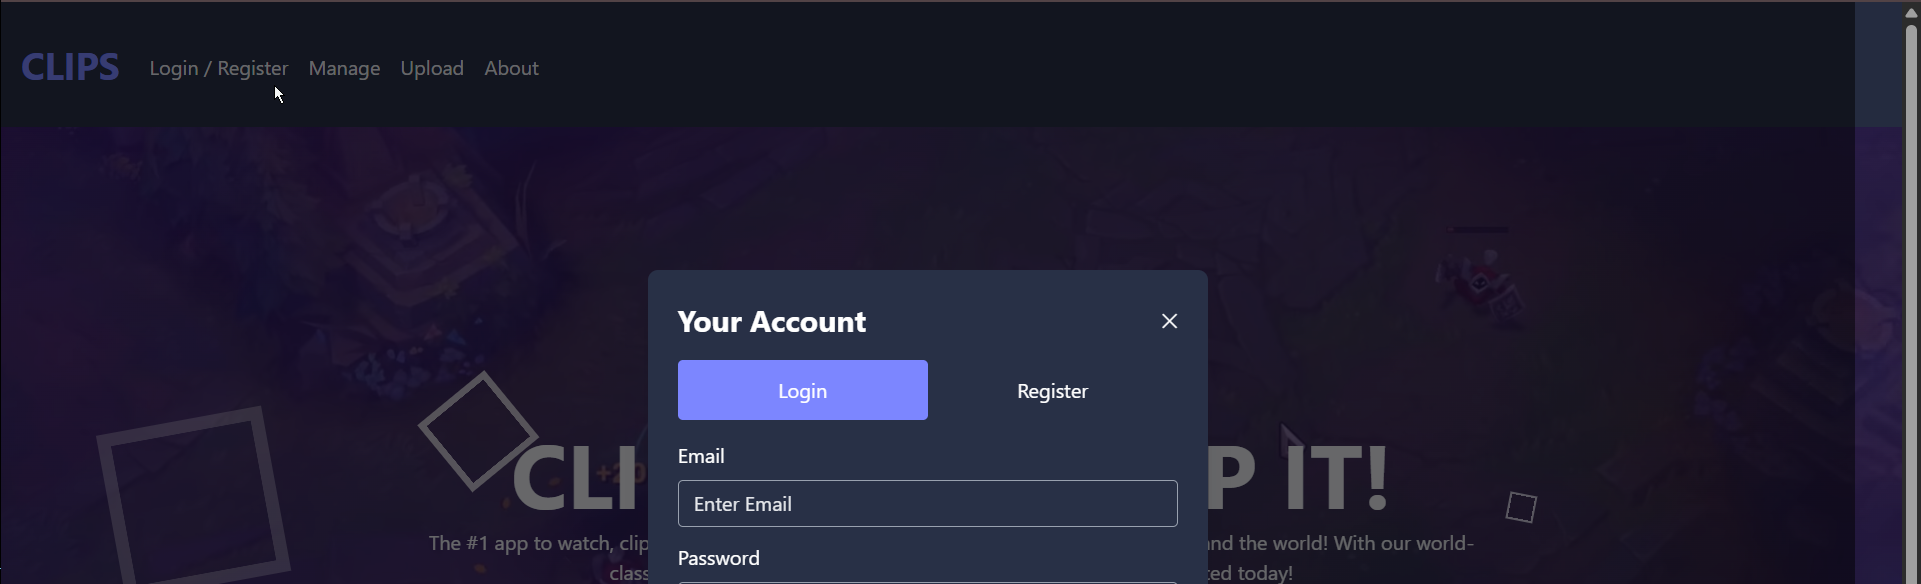 CLIPS Login / Register Manage Upload About
Your Account
Login Register
Email
+20
CLI P IT!
Enter Email
The #1 app to watch, clip nd the world! With our world-
Password
class ted today!